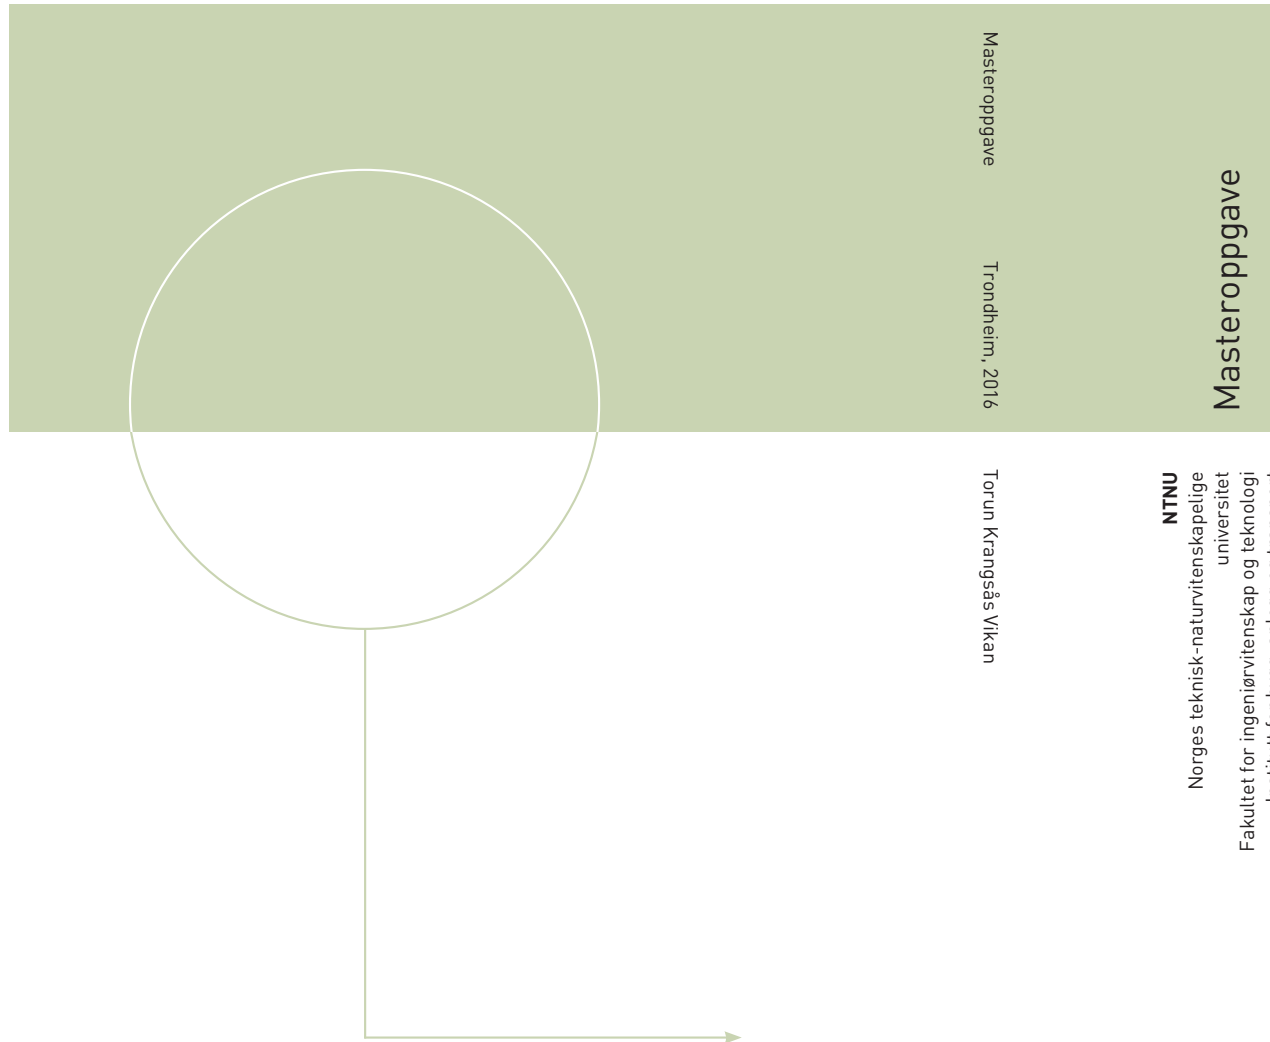 Masteroppgave
Trondheim, 2016
Torun Krangsås Vikan
Masteroppgave
NTNU
Norges teknisk-naturvitenskapelige
universitet
Fakultet for ingeniørvitenskap og teknologi